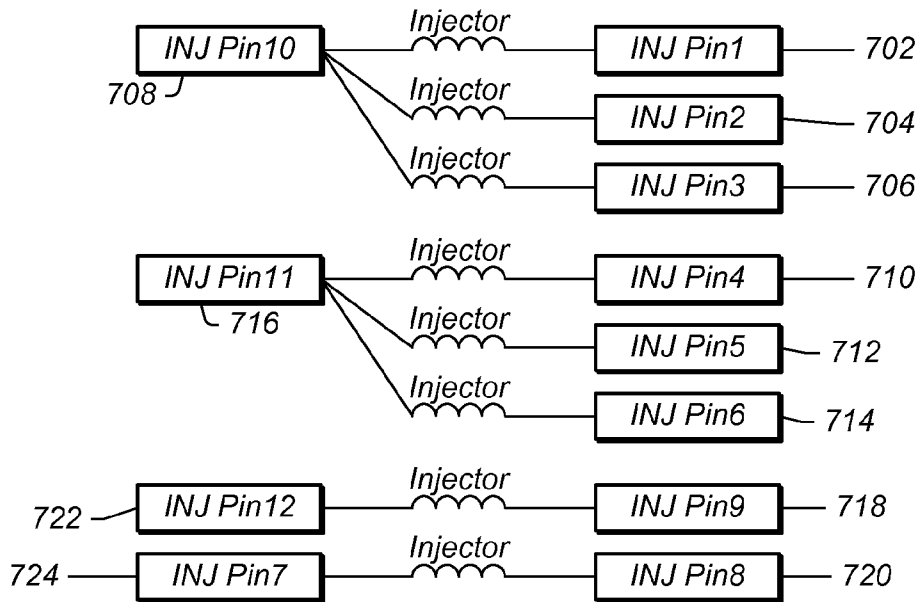 Injector
INJ Pin10
INJ Pin1
702
708
Injector
INJ Pin2
704
Injector
INJ Pin3
706
Injector
INJ Pin11
INJ Pin4
710
716
Injector
INJ Pin5
712
Injector
INJ Pin6
714
Injector
722
INJ Pin12
INJ Pin9
718
Injector
724
INJ Pin7
INJ Pin8
720